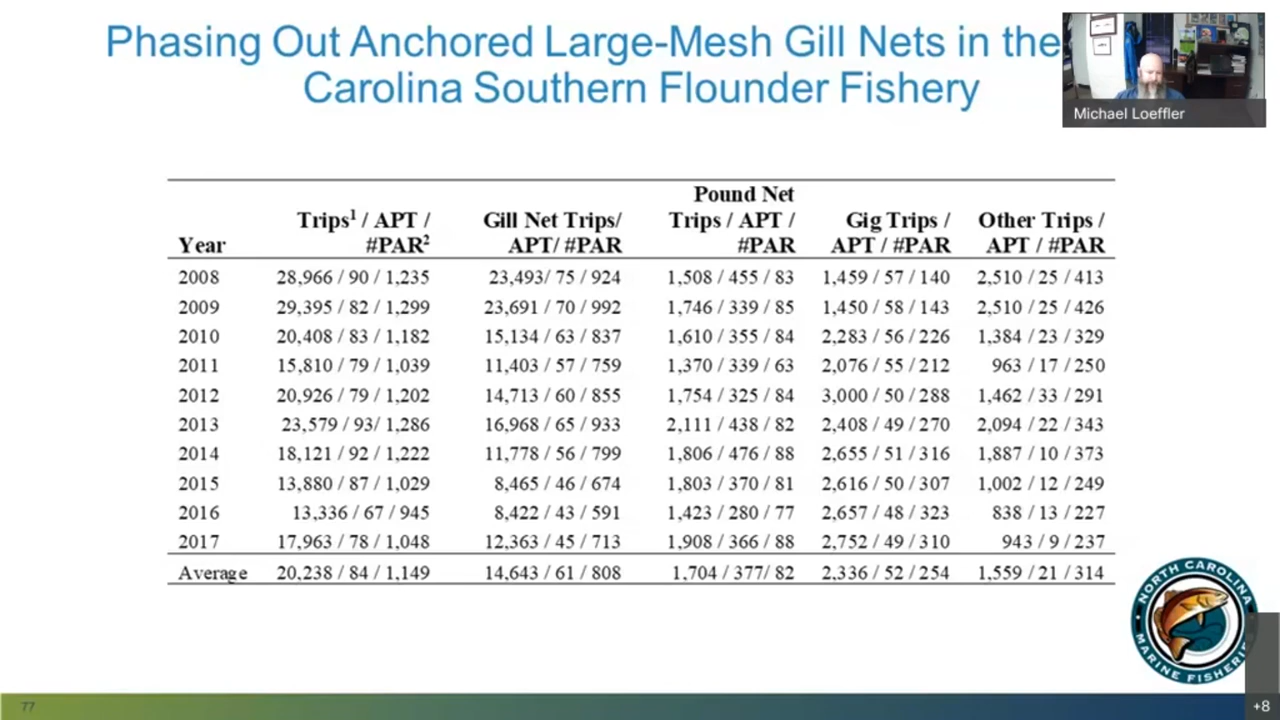 Phasing Out Anchored Large-Mesh Gill Nets in the
Carolina Southern Flounder Fishery
Michael Loeffler
Year Trips¹ / APT / #PAR² Gill Net Trips/ APT/ #PAR Pound Net Trips / APT / #PAR Gig Trips / APT / #PAR Other Trips / APT / #PAR
2008 28,966 / 90 / 1,235 23,493/ 75 / 924 1,508 / 455 / 83 1,459 / 57 / 140 2,510 / 25 / 413
2009 29,395 / 82 / 1,299 23,691 / 70 / 992 1,746 / 339 / 85 1,450 / 58 / 143 2,510 / 25 / 426
2010 20,408 / 83 / 1,182 15,134 / 63 / 837 1,610 / 355 / 84 2,283 / 56 / 226 1,384 / 23 / 329
2011 15,810 / 79 / 1,039 11,403 / 57 / 759 1,370 / 339 / 63 2,076 / 55 / 212 963 / 17 / 250
2012 20,926 / 79 / 1,202 14,713 / 60 / 855 1,754 / 325 / 84 3,000 / 50 / 288 1,462 / 33 / 291
2013 23,579 / 93/ 1,286 16,968 / 65 / 933 2,111 / 438 / 82 2,408 / 49 / 270 2,094 / 22 / 343
2014 18,121 / 92 / 1,222 11,778 / 56 / 799 1,806 / 476 / 88 2,655 / 51 / 316 1,887 / 10 / 373
2015 13,880 / 87 / 1,029 8,465 / 46 / 674 1,803 / 370 / 81 2,616 / 50 / 307 1,002 / 12 / 249
2016 13,336 / 67 / 945 8,422 / 43 / 591 1,423 / 280 / 77 2,657 / 48 / 323 838 / 13 / 227
2017 17,963 / 78 / 1,048 12,363 / 45 / 713 1,908 / 366 / 88 2,752 / 49 / 310 943 / 9 / 237
Average 20,238 / 84 / 1,149 14,643 / 61 / 808 1,704 / 377/ 82 2,336 / 52 / 254 1,559 / 21 / 314
NORTH CAROLINA
MARINE FISHERIES
77
+8